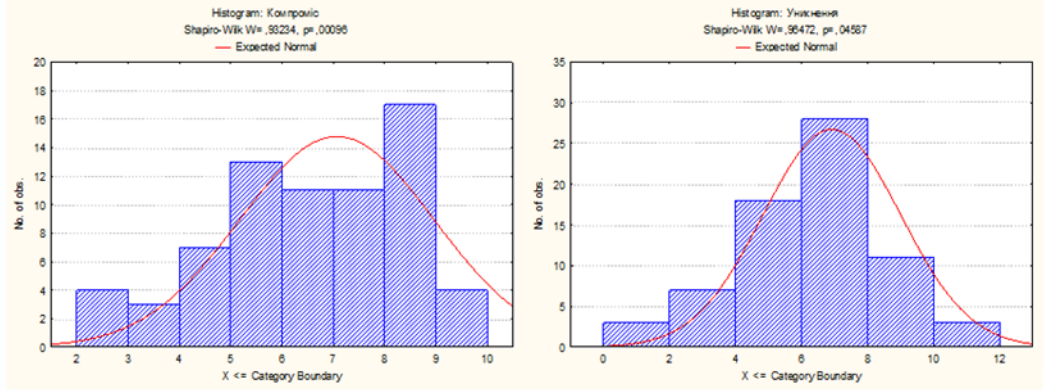 Histogram: Компроміс
Shapiro-Wilk W=,93234, p=,00096
Expected Normal
20
18
16
14
12
10
8
6
4
2
0
No. of obs.
2 3 4 5 6 7 8 9 10
X <= Category Boundary
Histogram: Уникнення
Shapiro-Wilk W=,96472, p=,04587
Expected Normal
35
30
25
20
15
10
5
0
No. of obs.
0 2 4 6 8 10 12
X <= Category Boundary